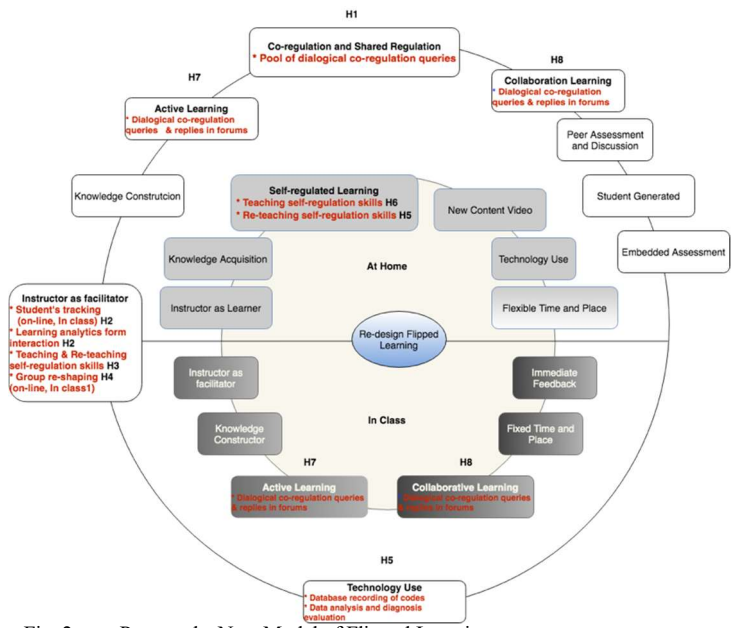 H1
Co-regulation and Shared Regulation
* Pool of dialogical co-regulation queries
H8
Collaboration Learning
* Dialogical co-regulation
queries & replies in forums
H7
Active Learning
* Dialogical co-regulation
queries & replies in forums
Peer Assessment
and Discussion
Knowledge Construtcion
Student Generated
Self-regulated Learning
* Teaching self-regulation skills H6
* Re-teaching self-regulation skills H5
New Content Video
Embedded Assessment
Knowledge Acquisition
At Home
Technology Use
Instructor as Learner
Flexible Time and Place
Instructor as facilitator
* Student's tracking
(on-line, In class) H2
* Learning analytics form
interaction H2
* Teaching & Re-teaching
self-regulation skills H3
* Group re-shaping H4
(on-line, In class1)
Re-design Flipped
Learning
Instructor as
facilitator
Immediate
Feedback
Knowledge
Constructor
In Class
Fixed Time and
Place
H7
Active Learning
* Dialogical co-regulation queries
& replies in forums
H8
Collaborative Learning
Dialogical co-regulation queries
& replies in forums
H5
Technology Use
* Database recording of codes
* Data analysis and diagnosis
evaluation